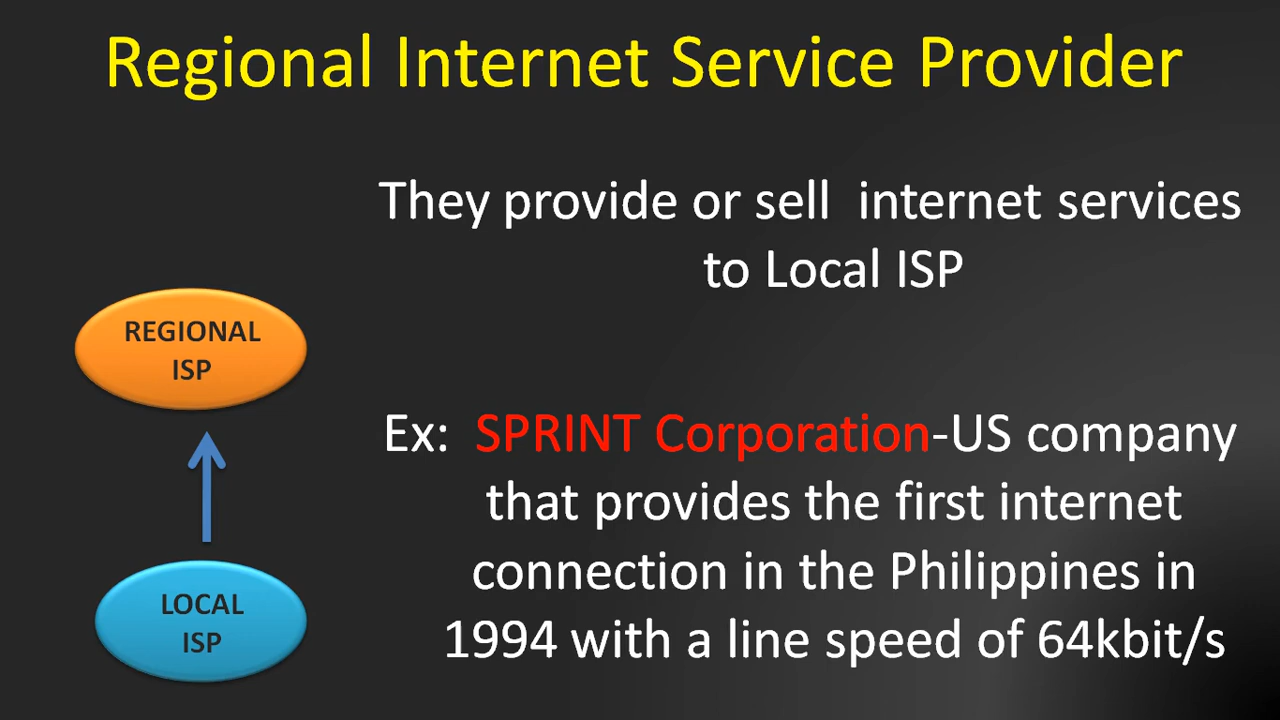 Regional Internet Service Provider
They provide or sell  internet services
to Local ISP
REGIONAL
ISP
Ex:  SPRINT Corporation-US company
that provides the first internet
connection in the Philippines in
1994 with a line speed of 64kbit/s
LOCAL
ISP